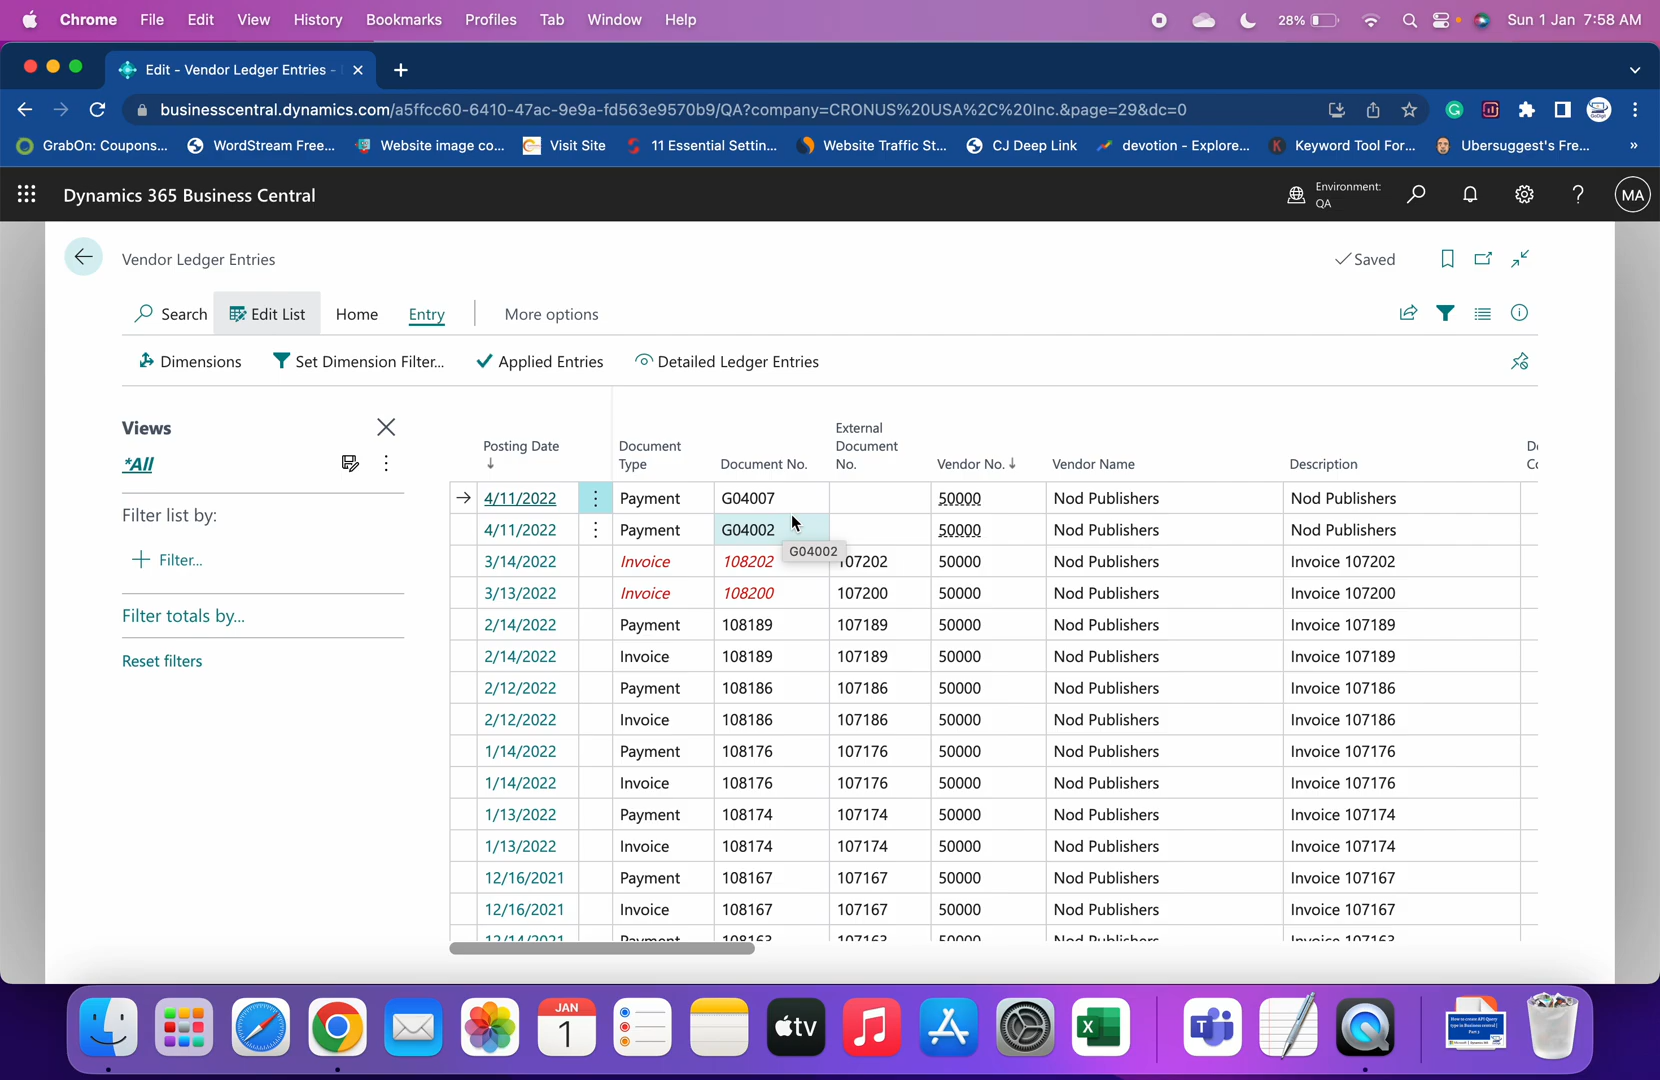 Chrome File Edit View History Bookmarks Profiles Tab Window Help 28% Sun 1 Jan 7:58 AM
Edit - Vendor Ledger Entries -
businesscentral.dynamics.com/a5ffcc60-6410-47ac-9e9a-fd563e9570b9/QA?company=CRONUS%20USA%2C%20Inc.&page=29&dc=0
GrabOn: Coupons... WordStream Free... Website image co... Visit Site 11 Essential Settin... Website Traffic St... CJ Deep Link devotion - Explore... Keyword Tool For... Ubersuggest's Fre... »
Dynamics 365 Business Central Environment: QA ? MA
Vendor Ledger Entries Saved
Search Edit List Home Entry More options
Dimensions Set Dimension Filter... Applied Entries Detailed Ledger Entries
Views
*All
Filter list by:
+ Filter...
Filter totals by...
Reset filters
Posting Date ↓ Document Type Document No. External Document No. Vendor No. ↓ Vendor Name Description
4/11/2022 Payment G04007 50000 Nod Publishers Nod Publishers
4/11/2022 Payment G04002 50000 Nod Publishers Nod Publishers
G04002
3/14/2022 Invoice 108202 107202 50000 Nod Publishers Invoice 107202
3/13/2022 Invoice 108200 107200 50000 Nod Publishers Invoice 107200
2/14/2022 Payment 108189 107189 50000 Nod Publishers Invoice 107189
2/14/2022 Invoice 108189 107189 50000 Nod Publishers Invoice 107189
2/12/2022 Payment 108186 107186 50000 Nod Publishers Invoice 107186
2/12/2022 Invoice 108186 107186 50000 Nod Publishers Invoice 107186
1/14/2022 Payment 108176 107176 50000 Nod Publishers Invoice 107176
1/14/2022 Invoice 108176 107176 50000 Nod Publishers Invoice 107176
1/13/2022 Payment 108174 107174 50000 Nod Publishers Invoice 107174
1/13/2022 Invoice 108174 107174 50000 Nod Publishers Invoice 107174
12/16/2021 Payment 108167 107167 50000 Nod Publishers Invoice 107167
12/16/2021 Invoice 108167 107167 50000 Nod Publishers Invoice 107167
12/14/2021 Payment 108163 107163 50000 Nod Publishers Invoice 107163
JAN
1
tv